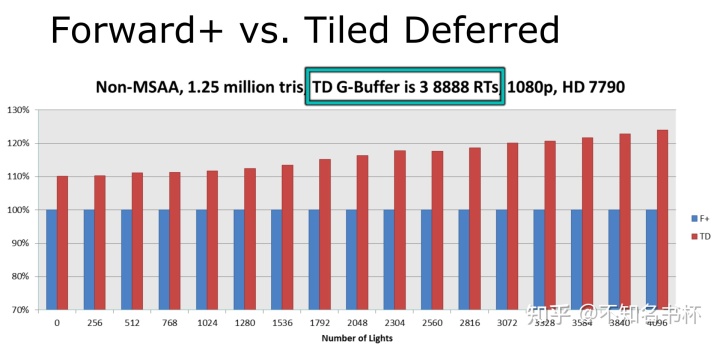 Forward+ vs. Tiled Deferred
Non-MSAA, 1.25 million tris, TD G-Buffer is 3 8888 RTs, 1080p, HD 7790
130%
120%
110%
100%
90%
80%
70%
F+
TD
0 256 512 768 1024 1280 1536 1792 2048 2304 2560 2816 3072 3328 3584 3840 4096
Number of Lights
知乎 @不知名书杯